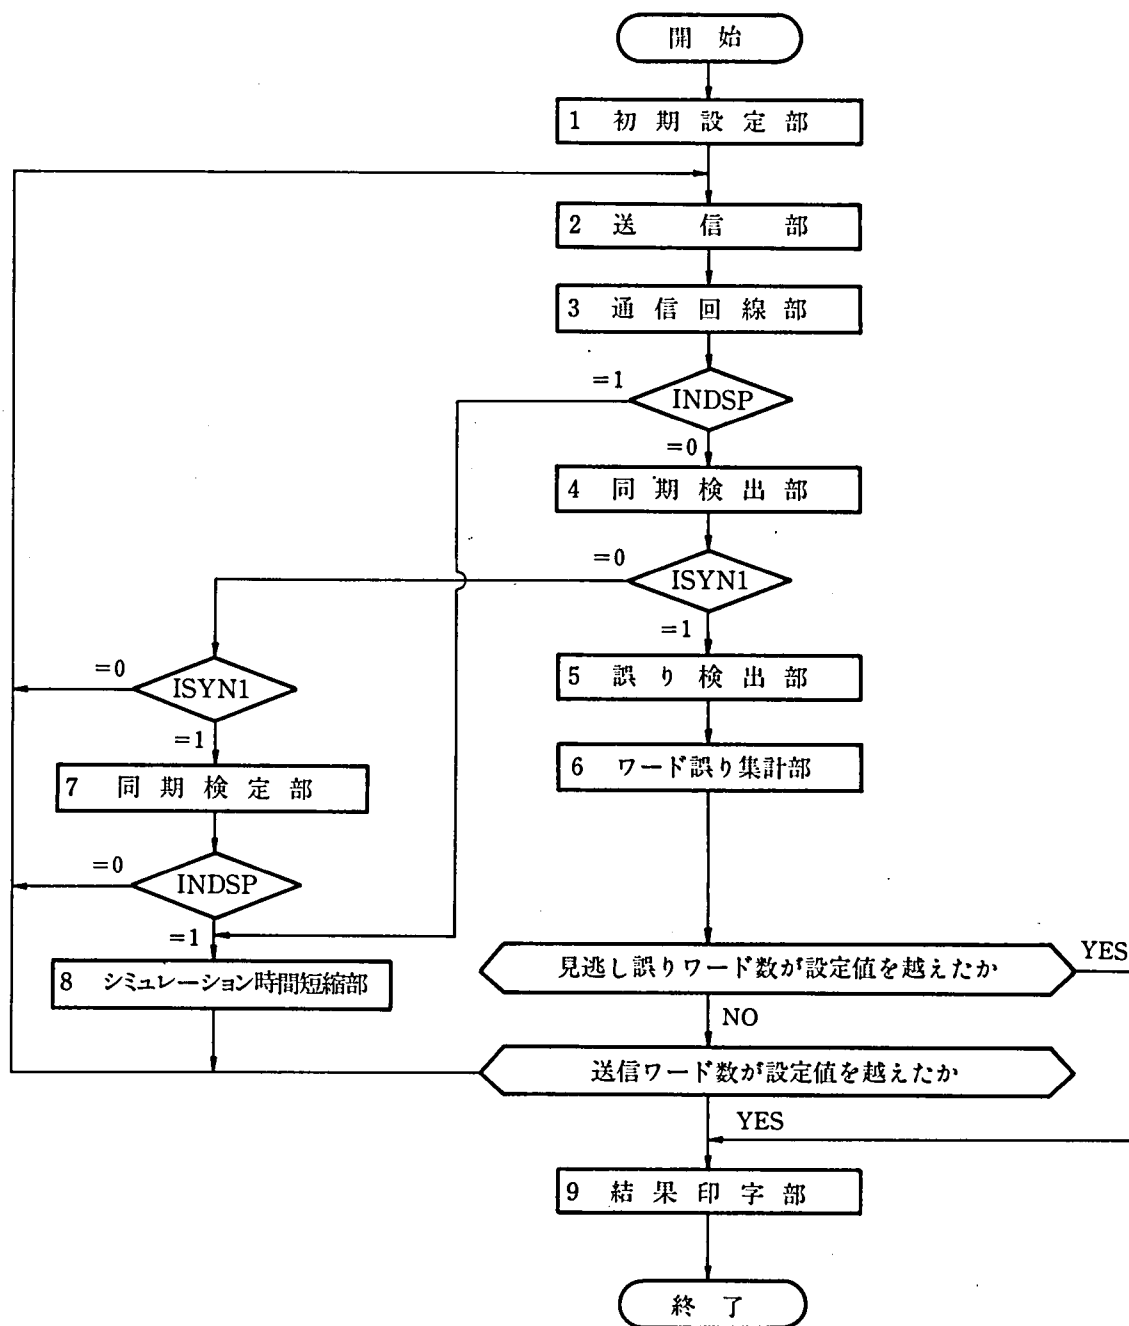 開始
1 初期設定部
2 送信部
3 通信回線部
=1
INDSP
=0
4 同期検出部
=0
ISYN1
=1
5 誤り検出部
=0
ISYN1
=1
7 同期検定部
6 ワード誤り集計部
=0
INDSP
=1
8 シミュレーション時間短縮部
見逃し誤りワード数が設定値を越えたか
YES
NO
送信ワード数が設定値を越えたか
YES
9 結果印字部
終了